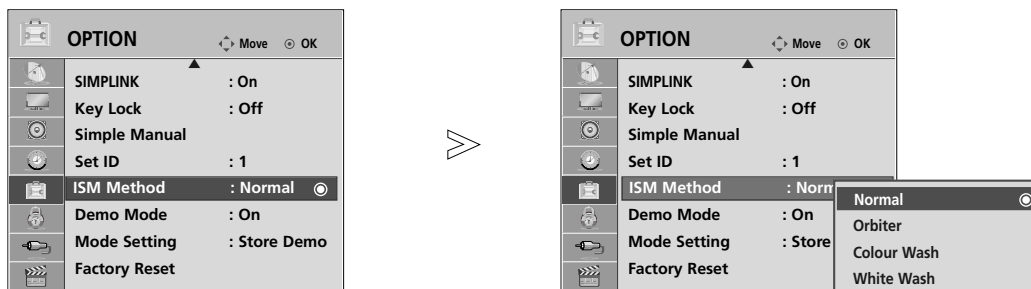 OPTION Move OK
SIMPLINK : On
Key Lock : Off
Simple Manual
Set ID : 1
ISM Method : Normal
Demo Mode : On
Mode Setting : Store Demo
Factory Reset
OPTION Move OK
SIMPLINK : On
Key Lock : Off
Simple Manual
Set ID : 1
ISM Method : Norm
Demo Mode : On
Mode Setting : Store
Factory Reset
Normal
Orbiter
Colour Wash
White Wash